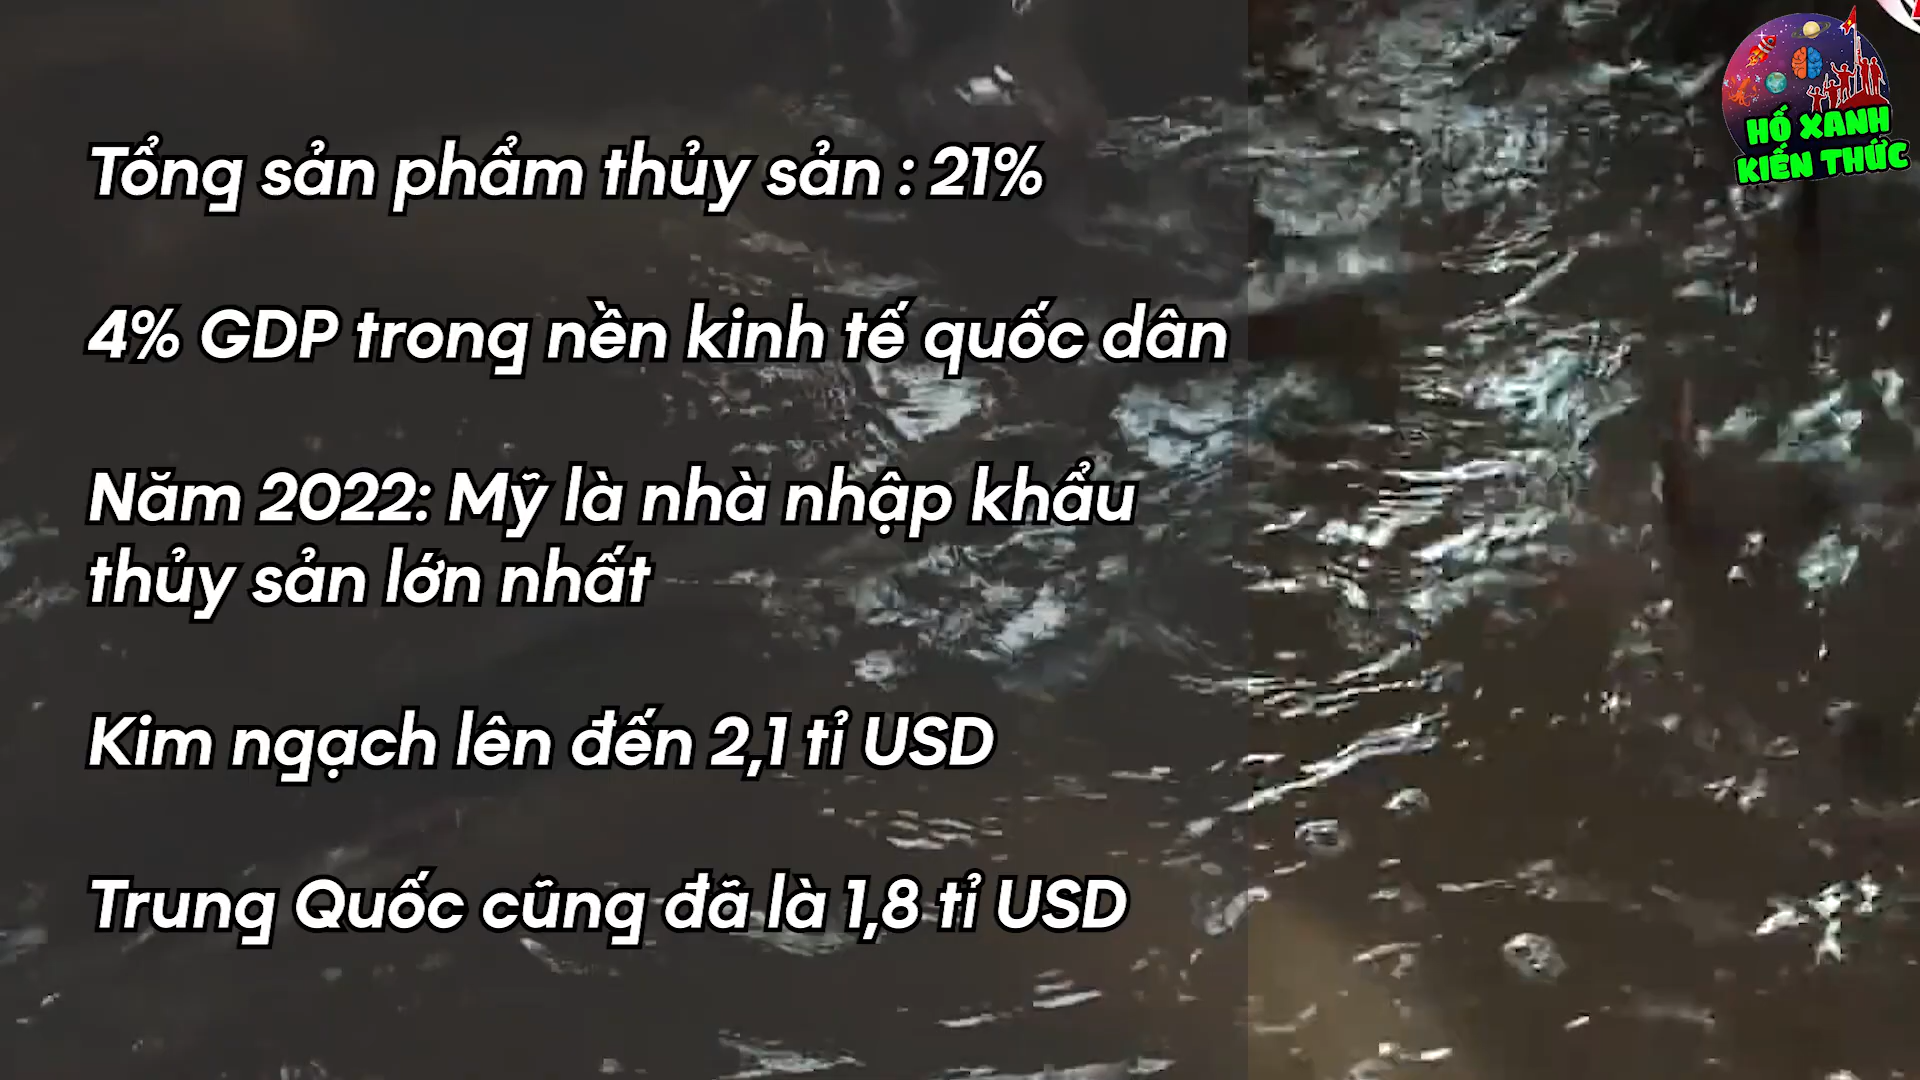 HỐ XANH
KIẾN THỨC
Tổng sản phẩm thủy sản : 21%
4% GDP trong nền kinh tế quốc dân
Năm 2022: Mỹ là nhà nhập khẩu
thủy sản lớn nhất
Kim ngạch lên đến 2,1 tỉ USD
Trung Quốc cũng đã là 1,8 tỉ USD